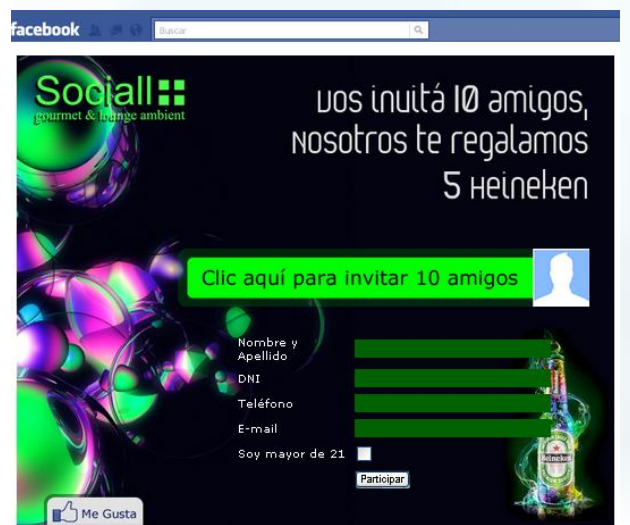 facebook
Buscar
Sociall
gourmet & lounge ambient
vos invitá 10 amigos,
nosotros te regalamos
5 Heineken
Clic aquí para invitar 10 amigos
Nombre y
Apellido
DNI
Teléfono
E-mail
Soy mayor de 21
Participar
Heineken
Me Gusta